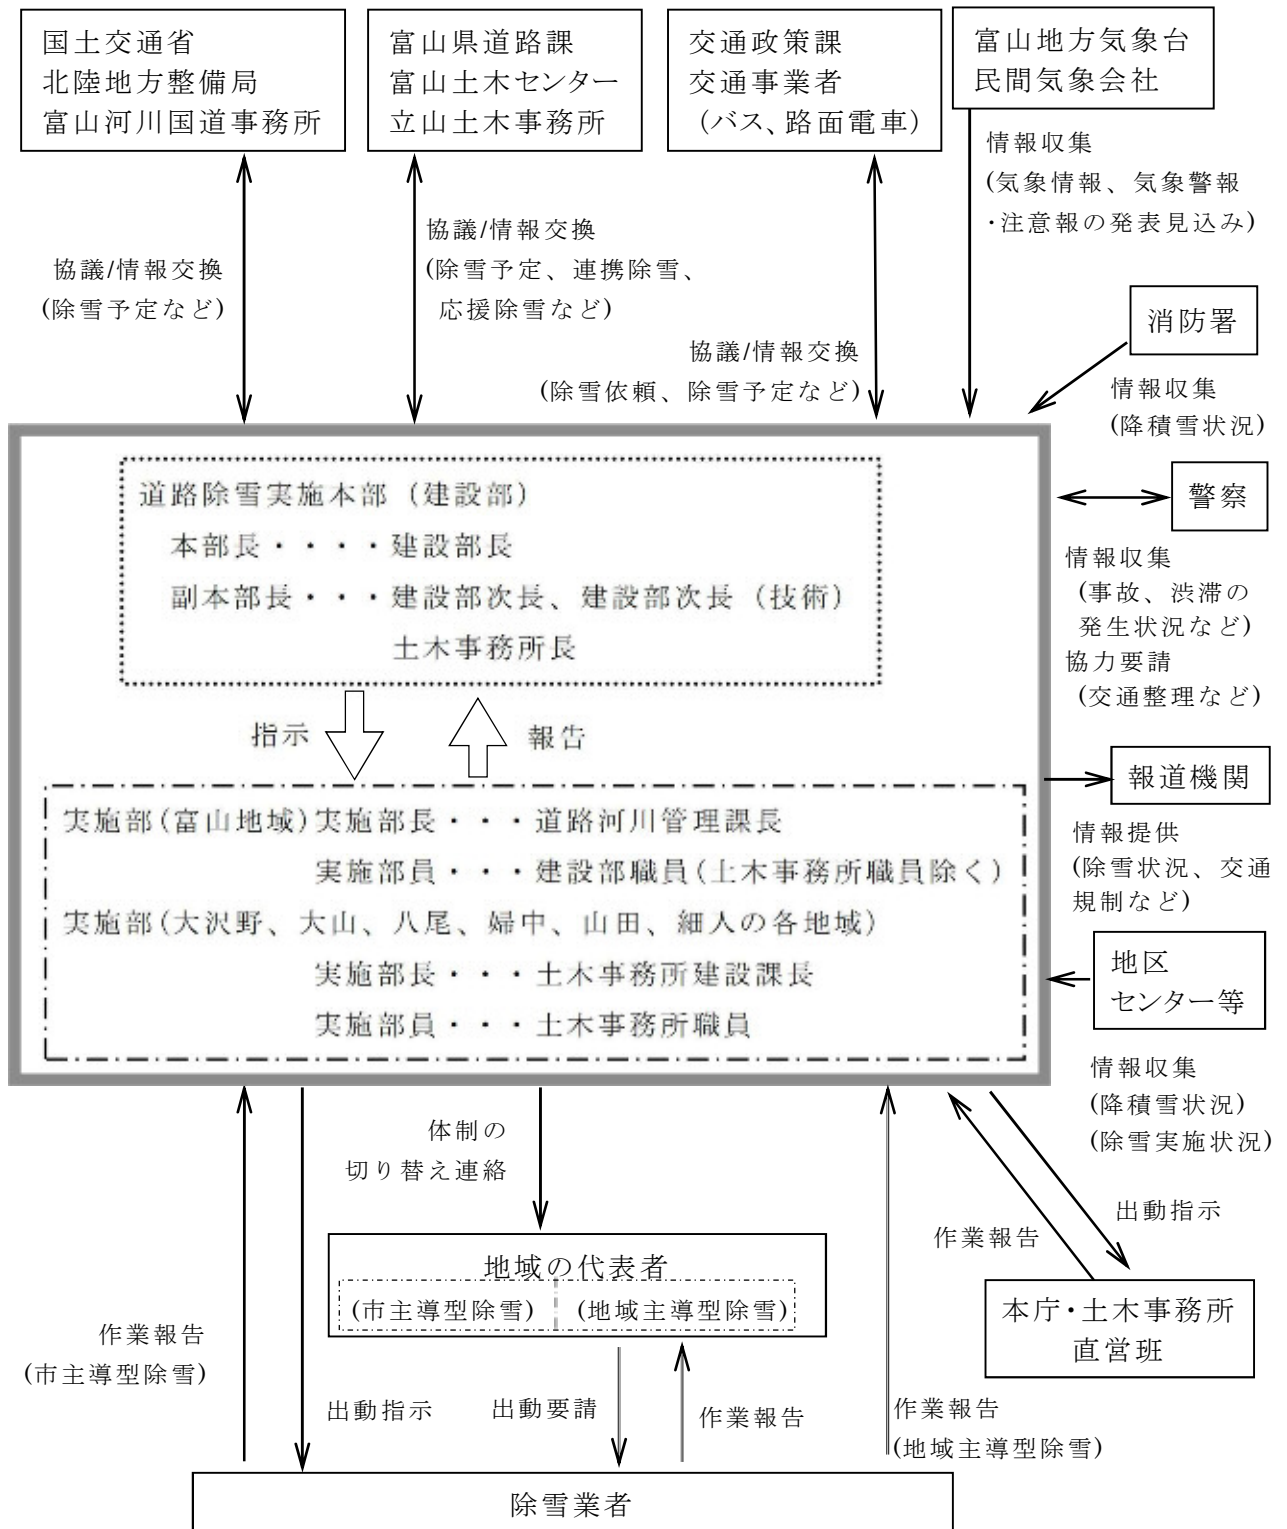 国土交通省
北陸地方整備局
富山河川国道事務所
富山県道路課
富山土木センター
立山土木事務所
交通政策課
交通事業者
(バス、路面電車)
富山地方気象台
民間気象会社
情報収集
(気象情報、気象警報
・注意報の発表見込み)
協議/情報交換
(除雪予定など)
協議/情報交換
(除雪予定、連携除雪、
応援除雪など)
協議/情報交換
(除雪依頼、除雪予定など)
消防署
情報収集
(降積雪状況)
警察
情報収集
(事故、渋滞の
発生状況など)
協力要請
(交通整理など)
道路除雪実施本部(建設部)
本部長・・・・建設部長
副本部長・・・建設部次長、建設部次長(技術)
土木事務所長
指示
報告
実施部(富山地域)実施部長・・・道路河川管理課長
実施部員・・・建設部職員(土木事務所職員除く)
実施部(大沢野、大山、八尾、婦中、山田、細入の各地域)
実施部長・・・土木事務所建設課長
実施部員・・・土木事務所職員
報道機関
情報提供
(除雪状況、交通
規制など)
地区
センター等
情報収集
(降積雪状況)
(除雪実施状況)
体制の
切り替え連絡
地域の代表者
(市主導型除雪) (地域主導型除雪)
出動指示
作業報告
本庁・土木事務所
直営班
作業報告
(市主導型除雪)
出動指示
出動要請
作業報告
作業報告
(地域主導型除雪)
除雪業者